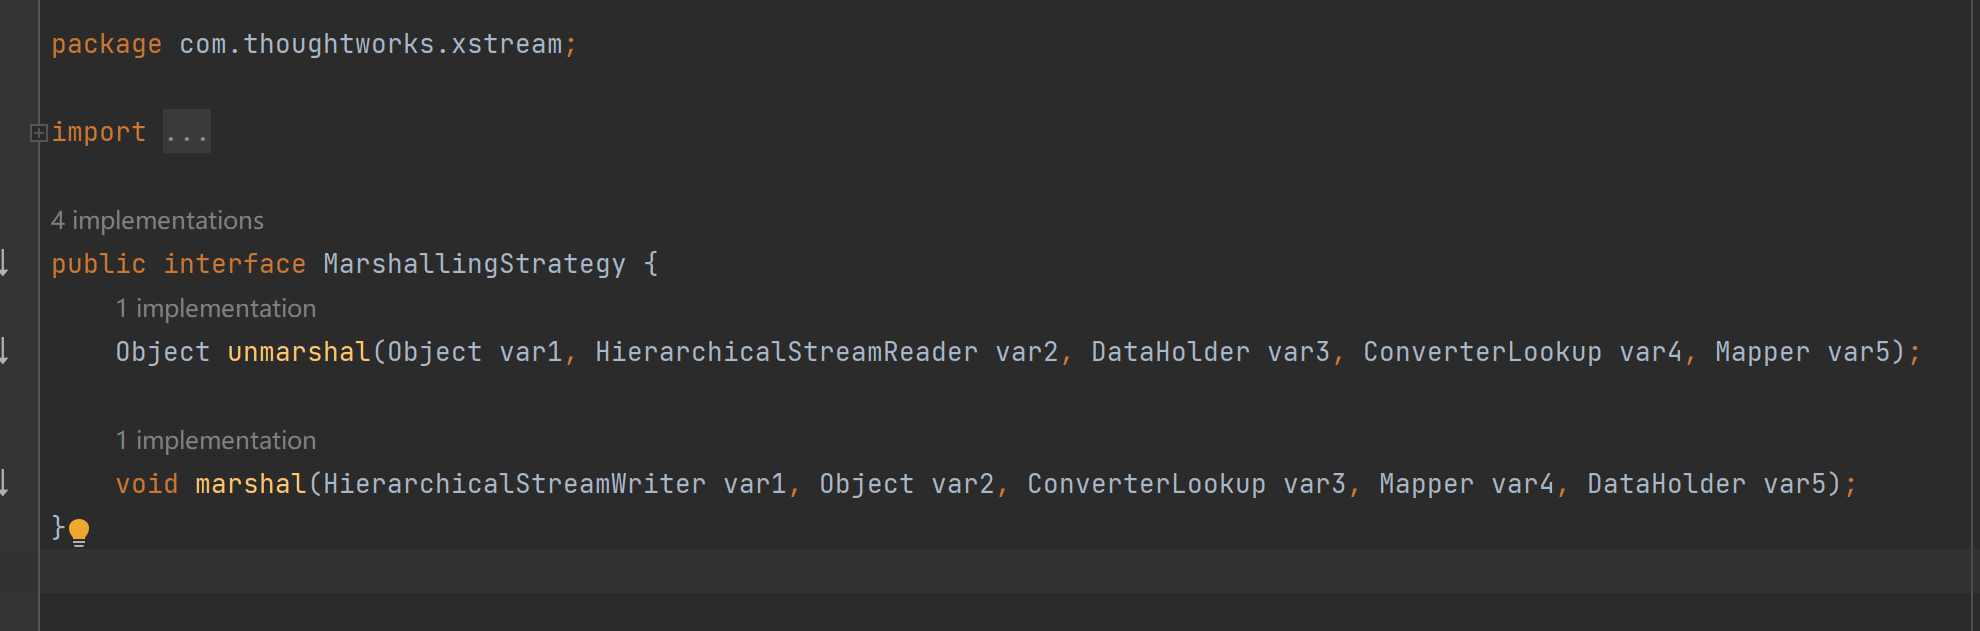 package com.thoughtworks.xstream;
import ...
4 implementations
public interface MarshallingStrategy {
1 implementation
Object unmarshal(Object var1, HierarchicalStreamReader var2, DataHolder var3, ConverterLookup var4, Mapper var5);
1 implementation
void marshal(HierarchicalStreamWriter var1, Object var2, ConverterLookup var3, Mapper var4, DataHolder var5);
}